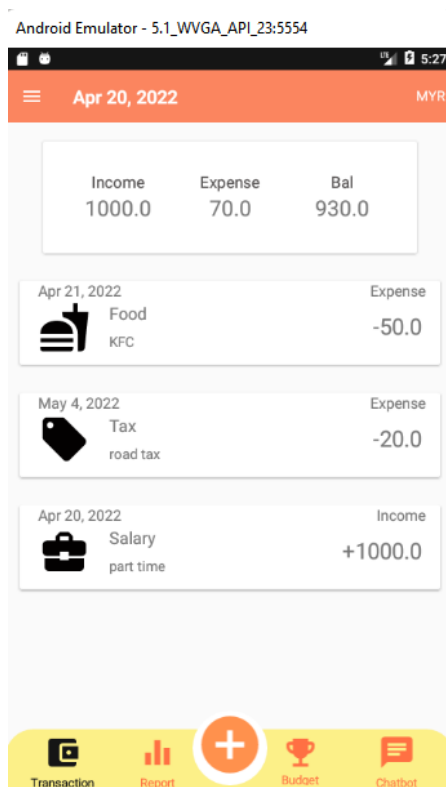 Android Emulator - 5.1_WVGA_API_23:5554
LTE 5:27
Apr 20, 2022 MYR
Income Expense Bal
1000.0 70.0 930.0
Apr 21, 2022 Expense
Food
-50.0
KFC
May 4, 2022 Expense
Tax
-20.0
road tax
Apr 20, 2022 Income
Salary
+1000.0
part time
Transaction Report Budget Chatbot